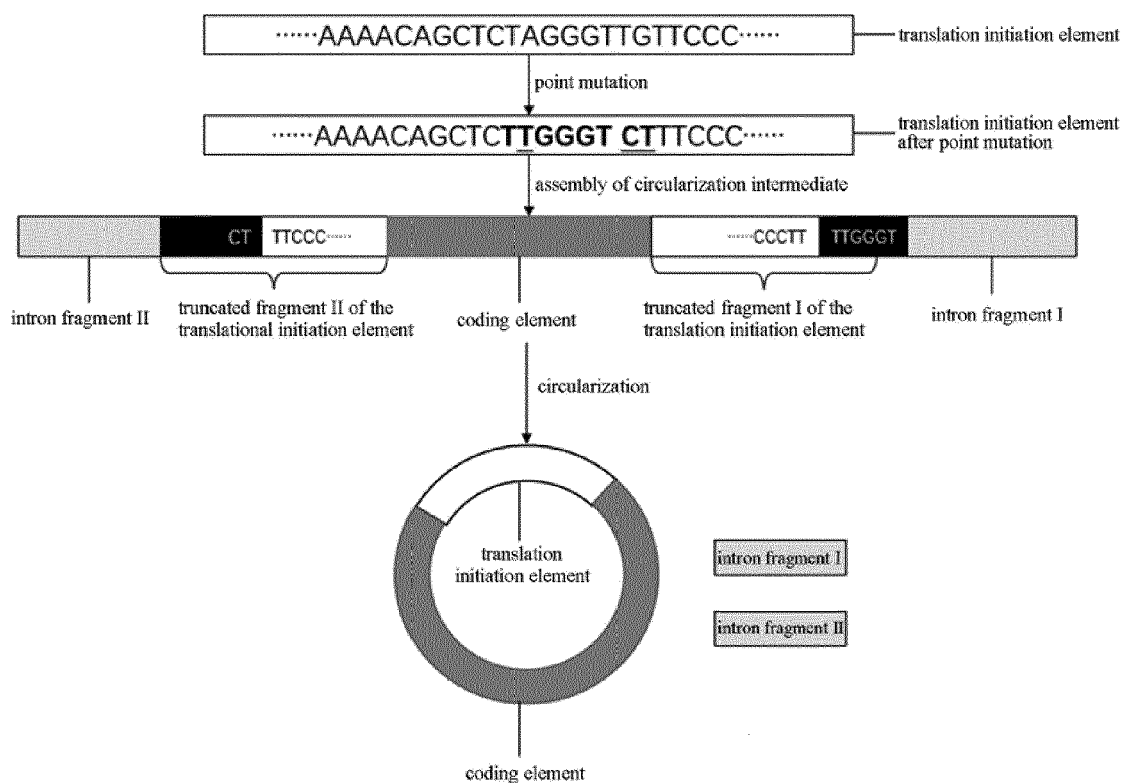 ······AAAACAGCTCTAGGGTTGTTCCC······
translation initiation element
point mutation
······AAAACAGCTCTTGGGT CTTTCCC······
translation initiation element
after point mutation
assembly of circularization intermediate
CT TTCCC······
······CCCTT TTGGGT
intron fragment II
truncated fragment II of the
translational initiation element
coding element
truncated fragment I of the
translation initiation element
intron fragment I
circularization
translation
initiation element
intron fragment I
intron fragment II
coding element